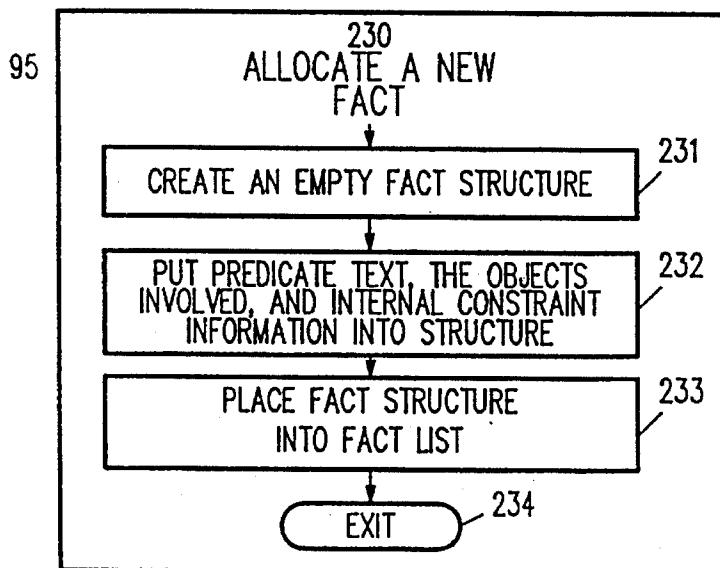 95
230
ALLOCATE A NEW
FACT
231
CREATE AN EMPTY FACT STRUCTURE
232
PUT PREDICATE TEXT, THE OBJECTS
INVOLVED, AND INTERNAL CONSTRAINT
INFORMATION INTO STRUCTURE
233
PLACE FACT STRUCTURE
INTO FACT LIST
234
EXIT